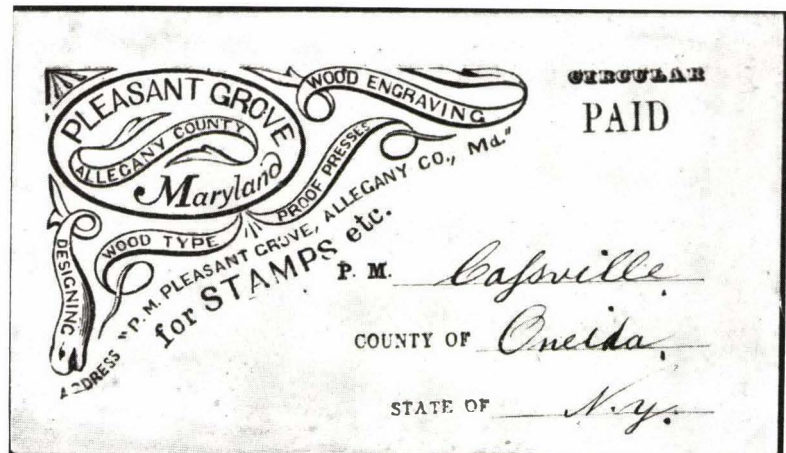 PLEASANT GROVE
ALLEGANY COUNTY
Maryland
WOOD ENGRAVING
PROOF PRESSES
WOOD TYPE
DESIGNING
ADDRESS "P. M. PLEASANT GROVE, ALLEGANY CO., Md."
for STAMPS etc.
CIRCULAR
PAID
P. M. Caſsville
COUNTY OF Oneida,
STATE OF N.Y.